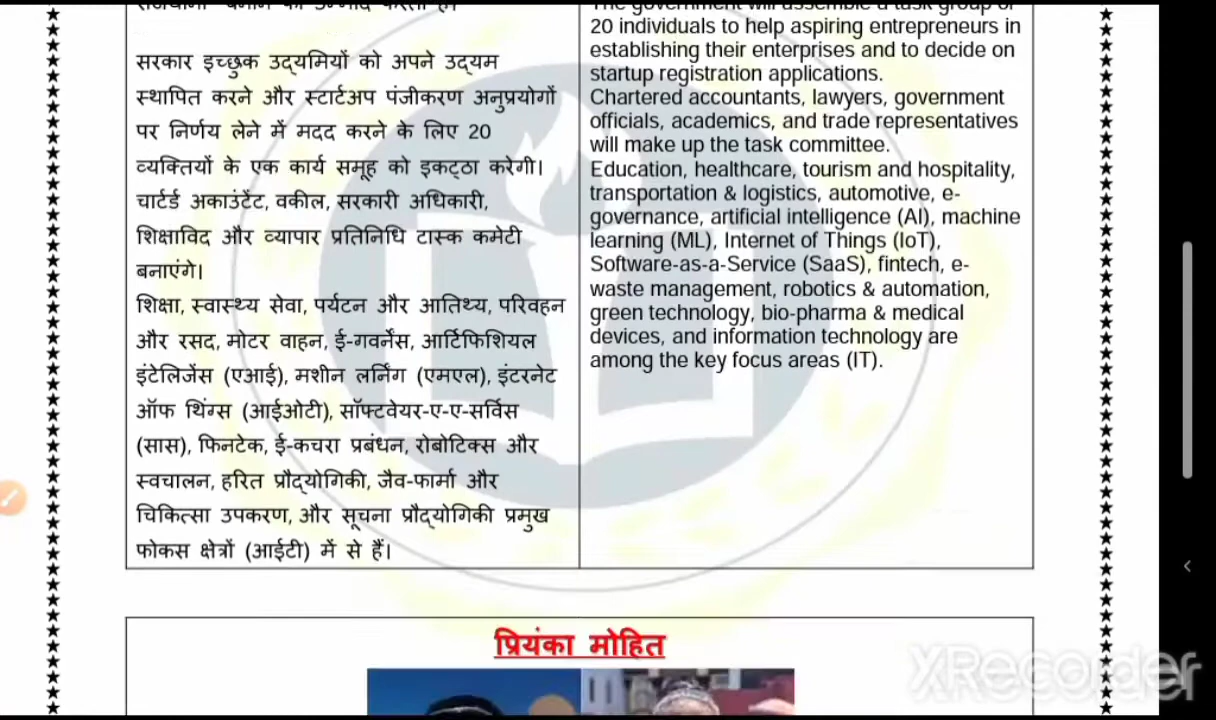 सरकार इच्छुक उद्यमियों को अपने उद्यम
स्थापित करने और स्टार्टअप पंजीकरण अनुप्रयोगों
पर निर्णय लेने में मदद करने के लिए 20
व्यक्तियों के एक कार्य समूह को इकट्ठा करेगी।
चार्टर्ड अकाउंटेंट, वकील, सरकारी अधिकारी,
शिक्षाविद और व्यापार प्रतिनिधि टास्क कमेटी
बनाएंगे।
शिक्षा, स्वास्थ्य सेवा, पर्यटन और आतिथ्य, परिवहन
और रसद, मोटर वाहन, ई-गवर्नेंस, आर्टिफिशियल
इंटेलिजेंस (एआई), मशीन लर्निंग (एमएल), इंटरनेट
ऑफ थिंग्स (आईओटी), सॉफ्टवेयर-ए-ए-सर्विस
(सास), फिनटेक, ई-कचरा प्रबंधन, रोबोटिक्स और
स्वचालन, हरित प्रौद्योगिकी, जैव-फार्मा और
चिकित्सा उपकरण, और सूचना प्रौद्योगिकी प्रमुख
फोकस क्षेत्रों (आईटी) में से हैं।
The government will assemble a task group of
20 individuals to help aspiring entrepreneurs in
establishing their enterprises and to decide on
startup registration applications.
Chartered accountants, lawyers, government
officials, academics, and trade representatives
will make up the task committee.
Education, healthcare, tourism and hospitality,
transportation & logistics, automotive, e-
governance, artificial intelligence (AI), machine
learning (ML), Internet of Things (IoT),
Software-as-a-Service (SaaS), fintech, e-
waste management, robotics & automation,
green technology, bio-pharma & medical
devices, and information technology are
among the key focus areas (IT).
प्रियंका मोहित
XRecorder